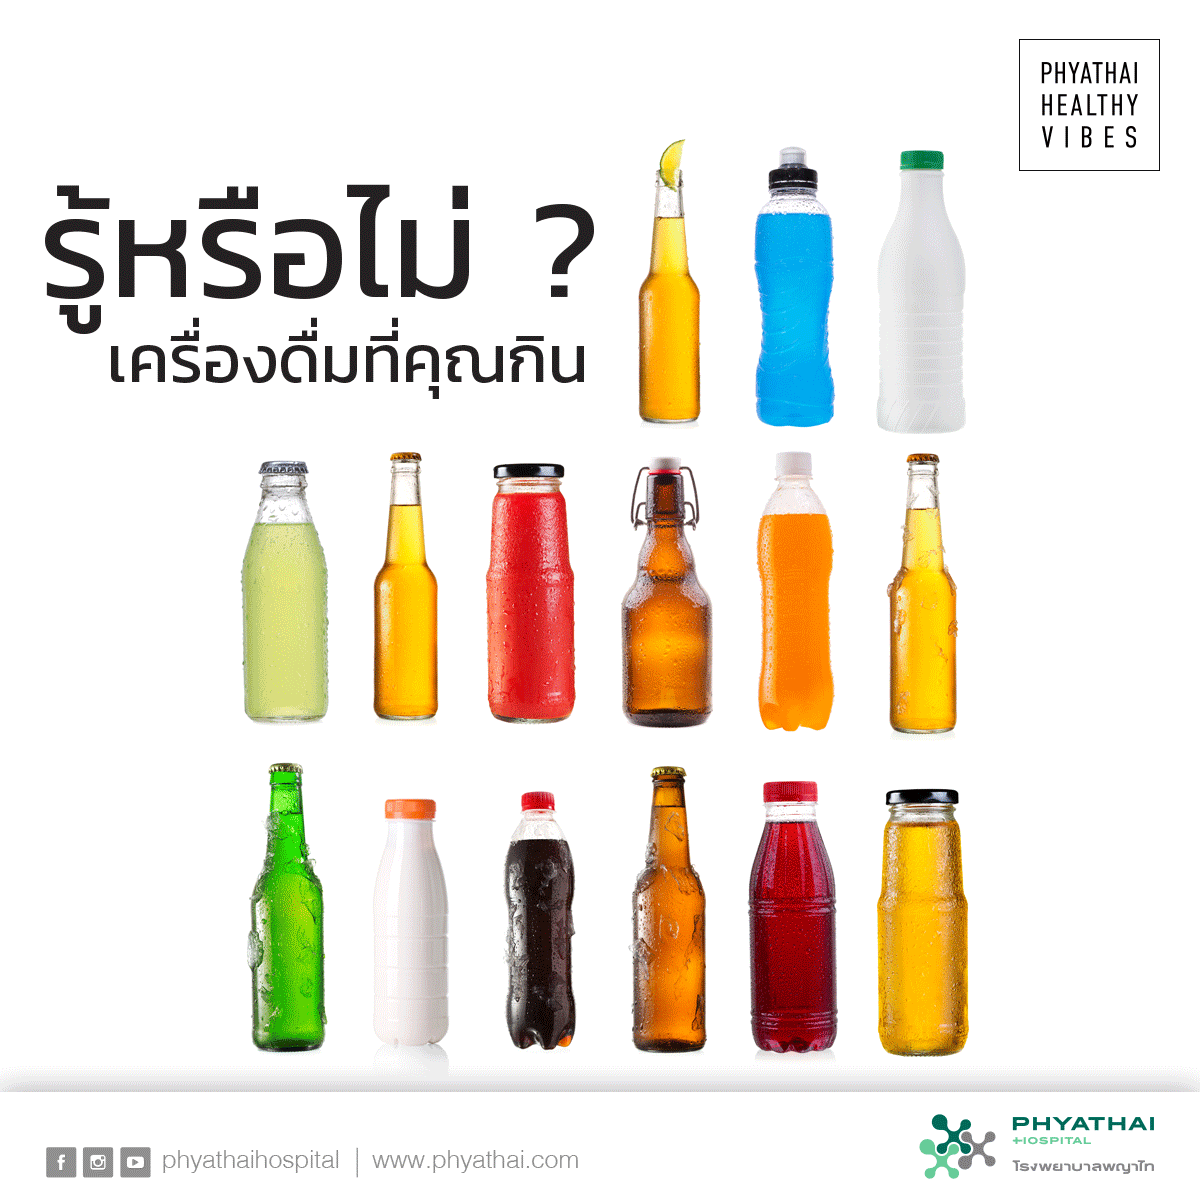 PHYATHAI
HEALTHY
VIBES
รู้หรือไม่ ?
เครื่องดื่มที่คุณกิน
phyathaihospital | www.phyathai.com
PHYATHAI
HOSPITAL
โรงพยาบาลพญาไท